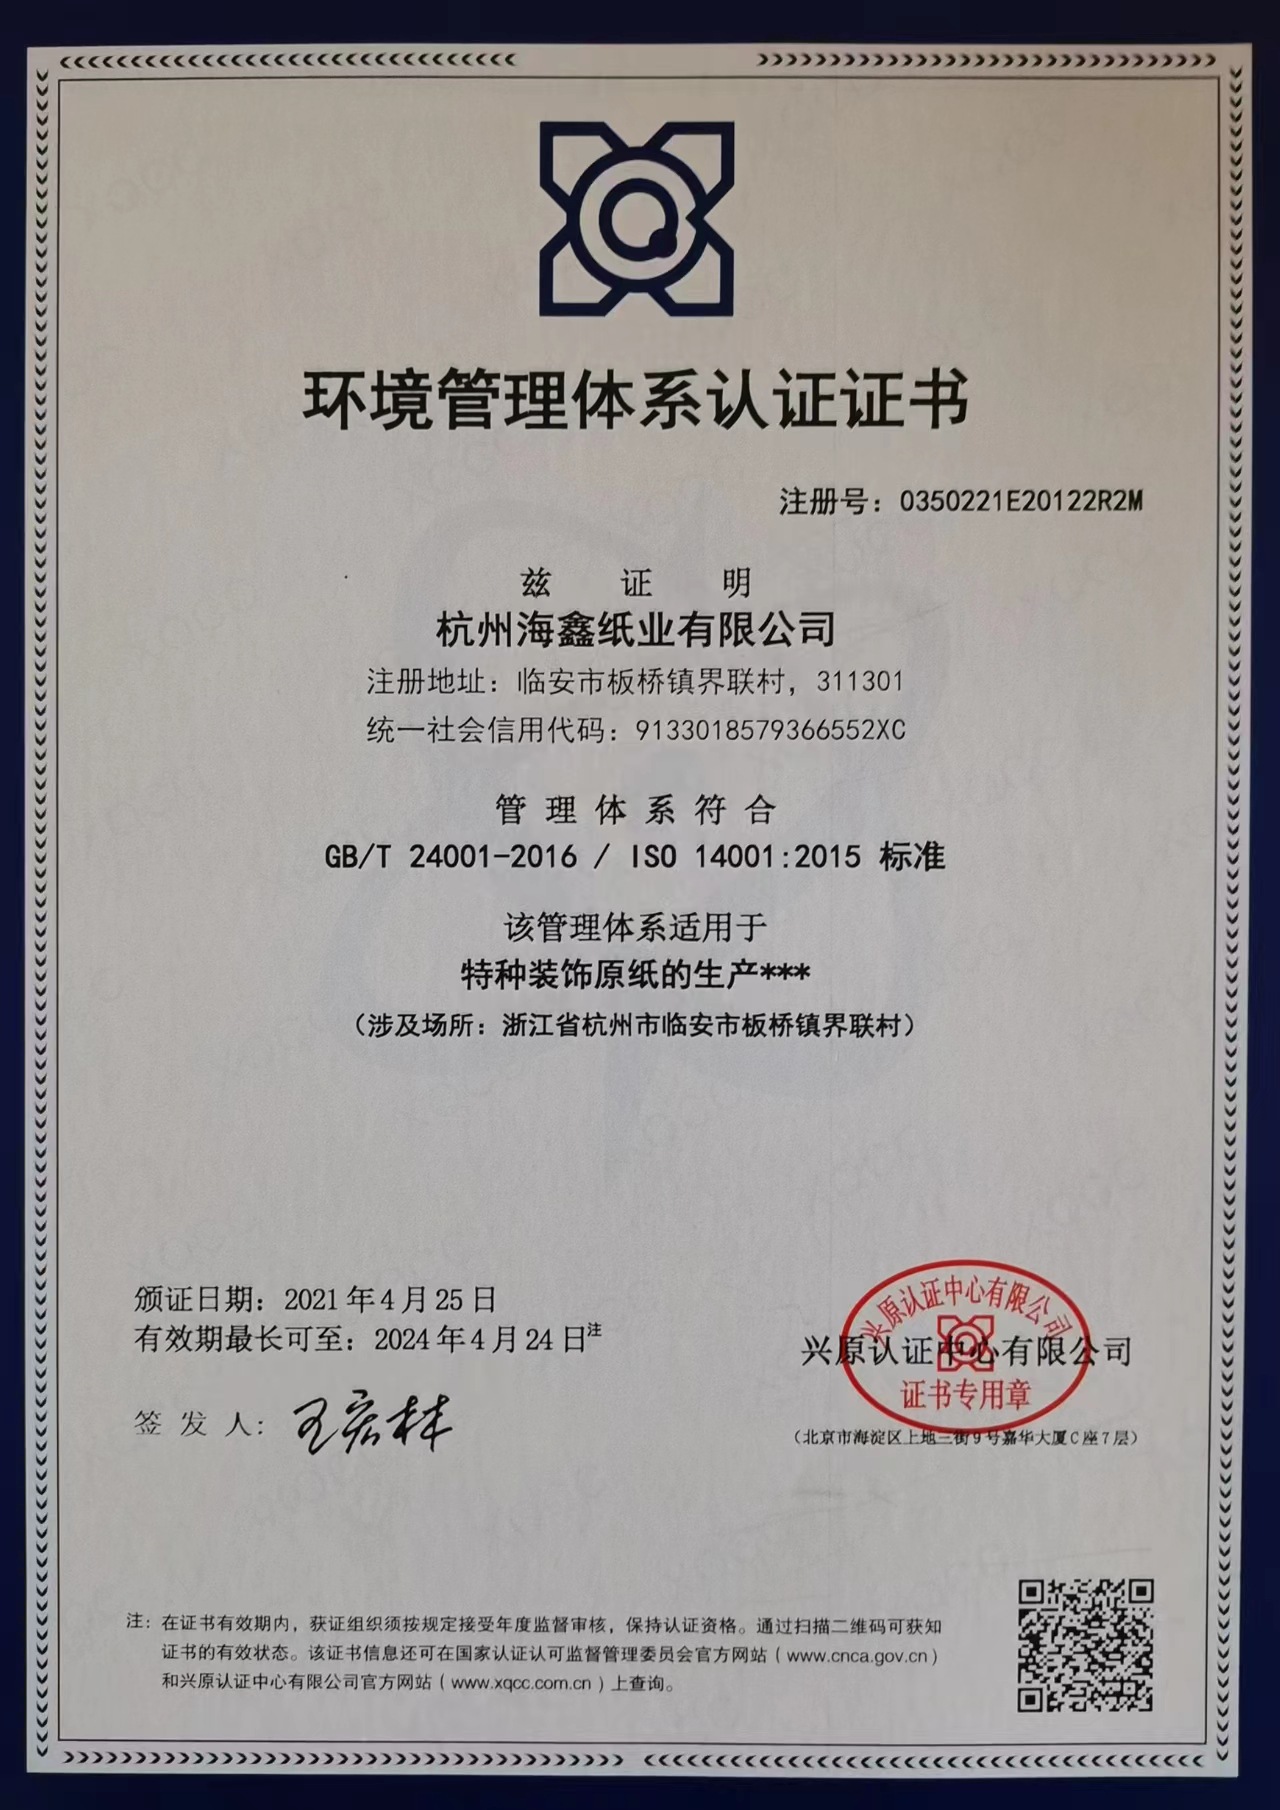 环境管理体系认证证书
注册号：0350221E20122R2M
兹 证 明
杭州海鑫纸业有限公司
注册地址：临安市板桥镇界联村，311301
统一社会信用代码：9133018579366552XC
管 理 体 系 符 合
GB/T 24001-2016 / ISO 14001:2015 标准
该管理体系适用于
特种装饰原纸的生产***
（涉及场所：浙江省杭州市临安市板桥镇界联村）
颁证日期：2021 年 4 月 25 日
有效期最长可至：2024 年 4 月 24 日注
签 发 人: 王宏林
兴原认证中心有限公司
证书专用章
兴原认证中心有限公司
（北京市海淀区上地三街9号嘉华大厦C座7层）
注：在证书有效期内，获证组织须按规定接受年度监督审核，保持认证资格。通过扫描二维码可获知
证书的有效状态。该证书信息还可在国家认证认可监督管理委员会官方网站（www.cnca.gov.cn）
和兴原认证中心有限公司官方网站（www.xqcc.com.cn）上查询。